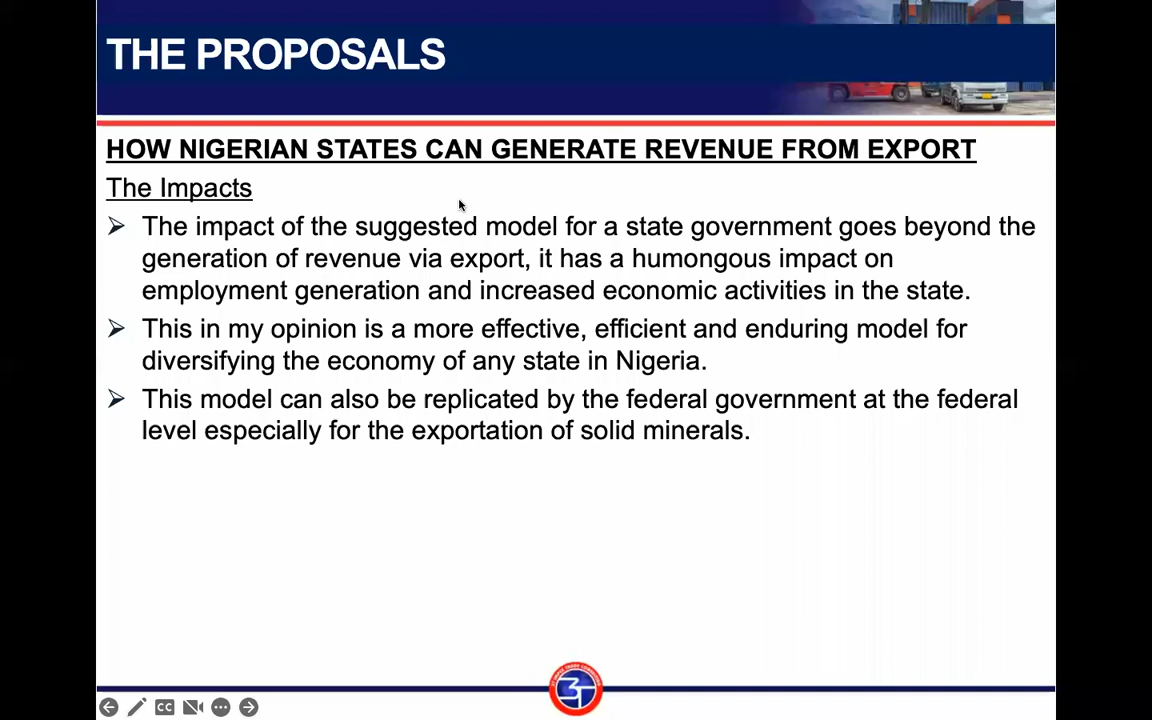 THE PROPOSALS
HOW NIGERIAN STATES CAN GENERATE REVENUE FROM EXPORT
The Impacts
The impact of the suggested model for a state government goes beyond the
generation of revenue via export, it has a humongous impact on
employment generation and increased economic activities in the state.
This in my opinion is a more effective, efficient and enduring model for
diversifying the economy of any state in Nigeria.
This model can also be replicated by the federal government at the federal
level especially for the exportation of solid minerals.
3T
CC